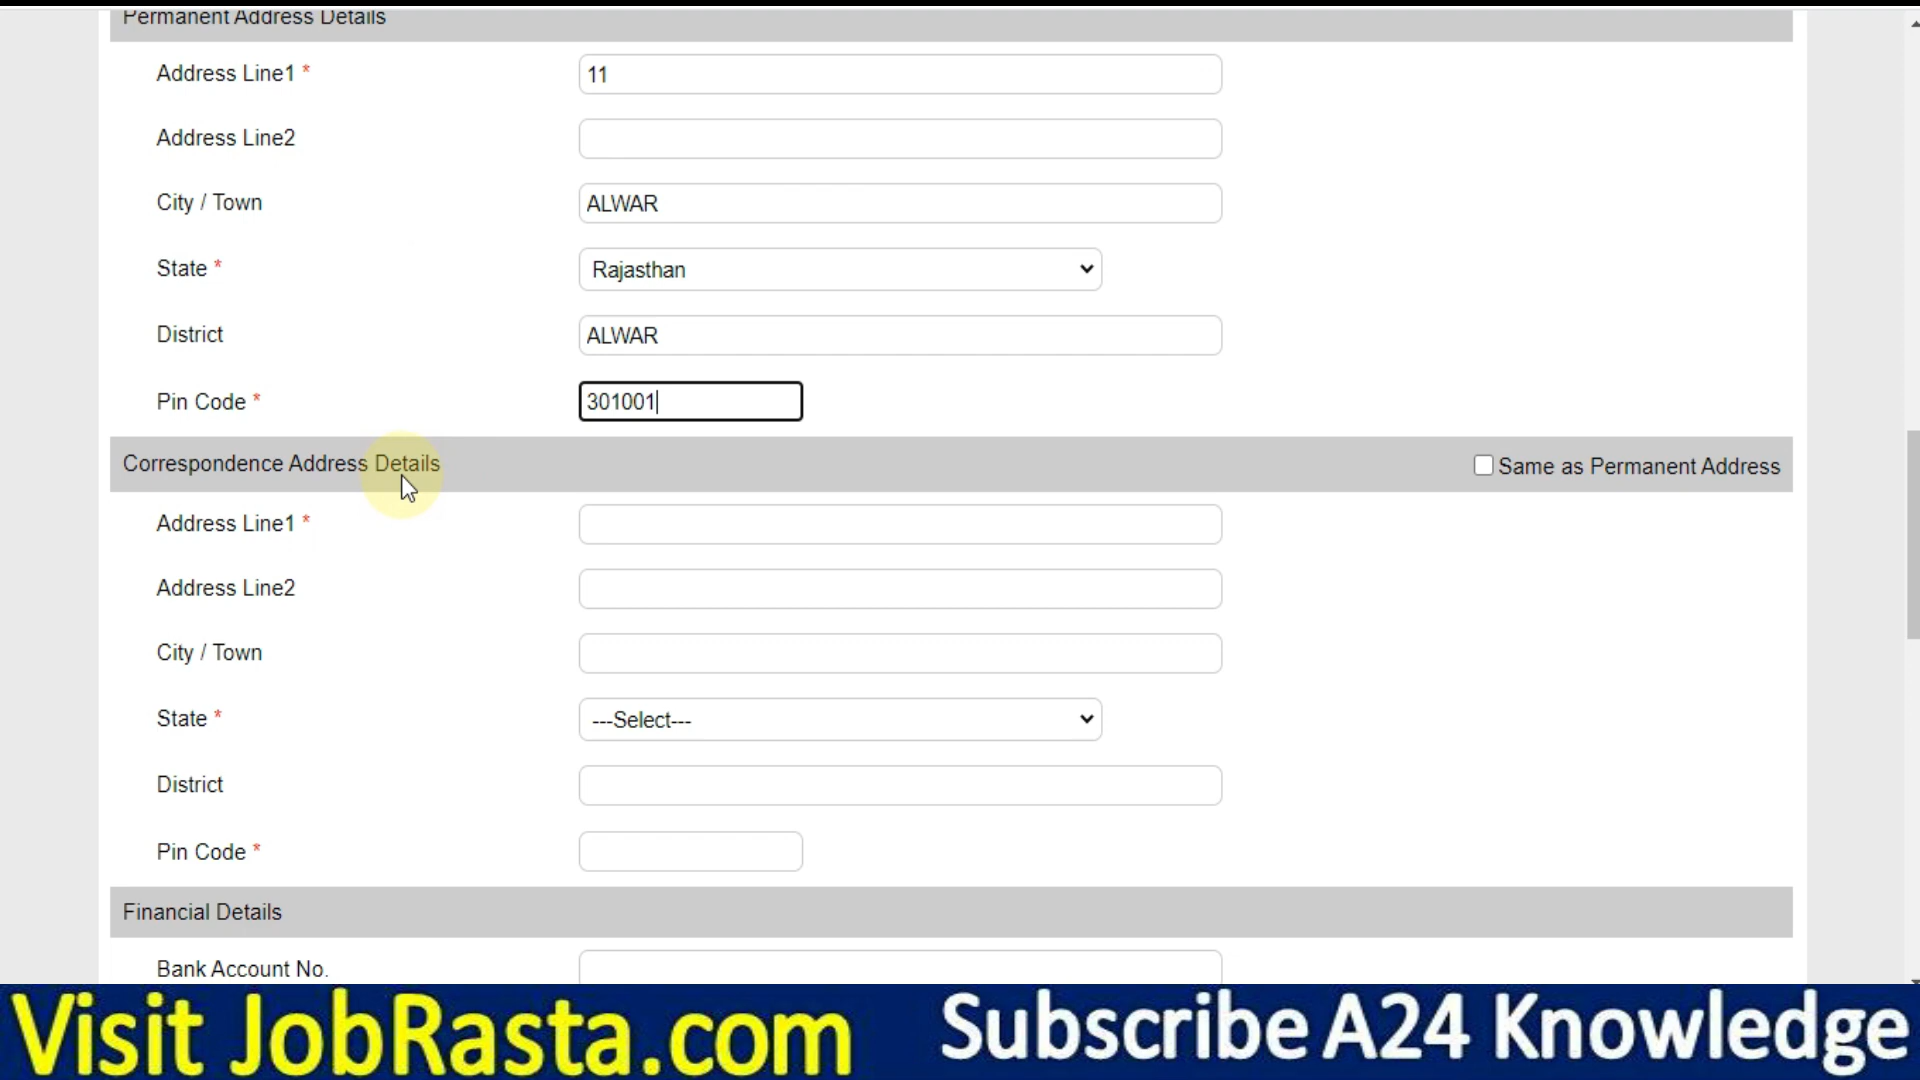 Permanent Address Details
Address Line1 * 11
Address Line2
City / Town ALWAR
State * Rajasthan
District ALWAR
Pin Code * 301001
Correspondence Address Details Same as Permanent Address
Address Line1 *
Address Line2
City / Town
State * ---Select---
District
Pin Code *
Financial Details
Bank Account No.
Visit JobRasta.com Subscribe A24 Knowledge